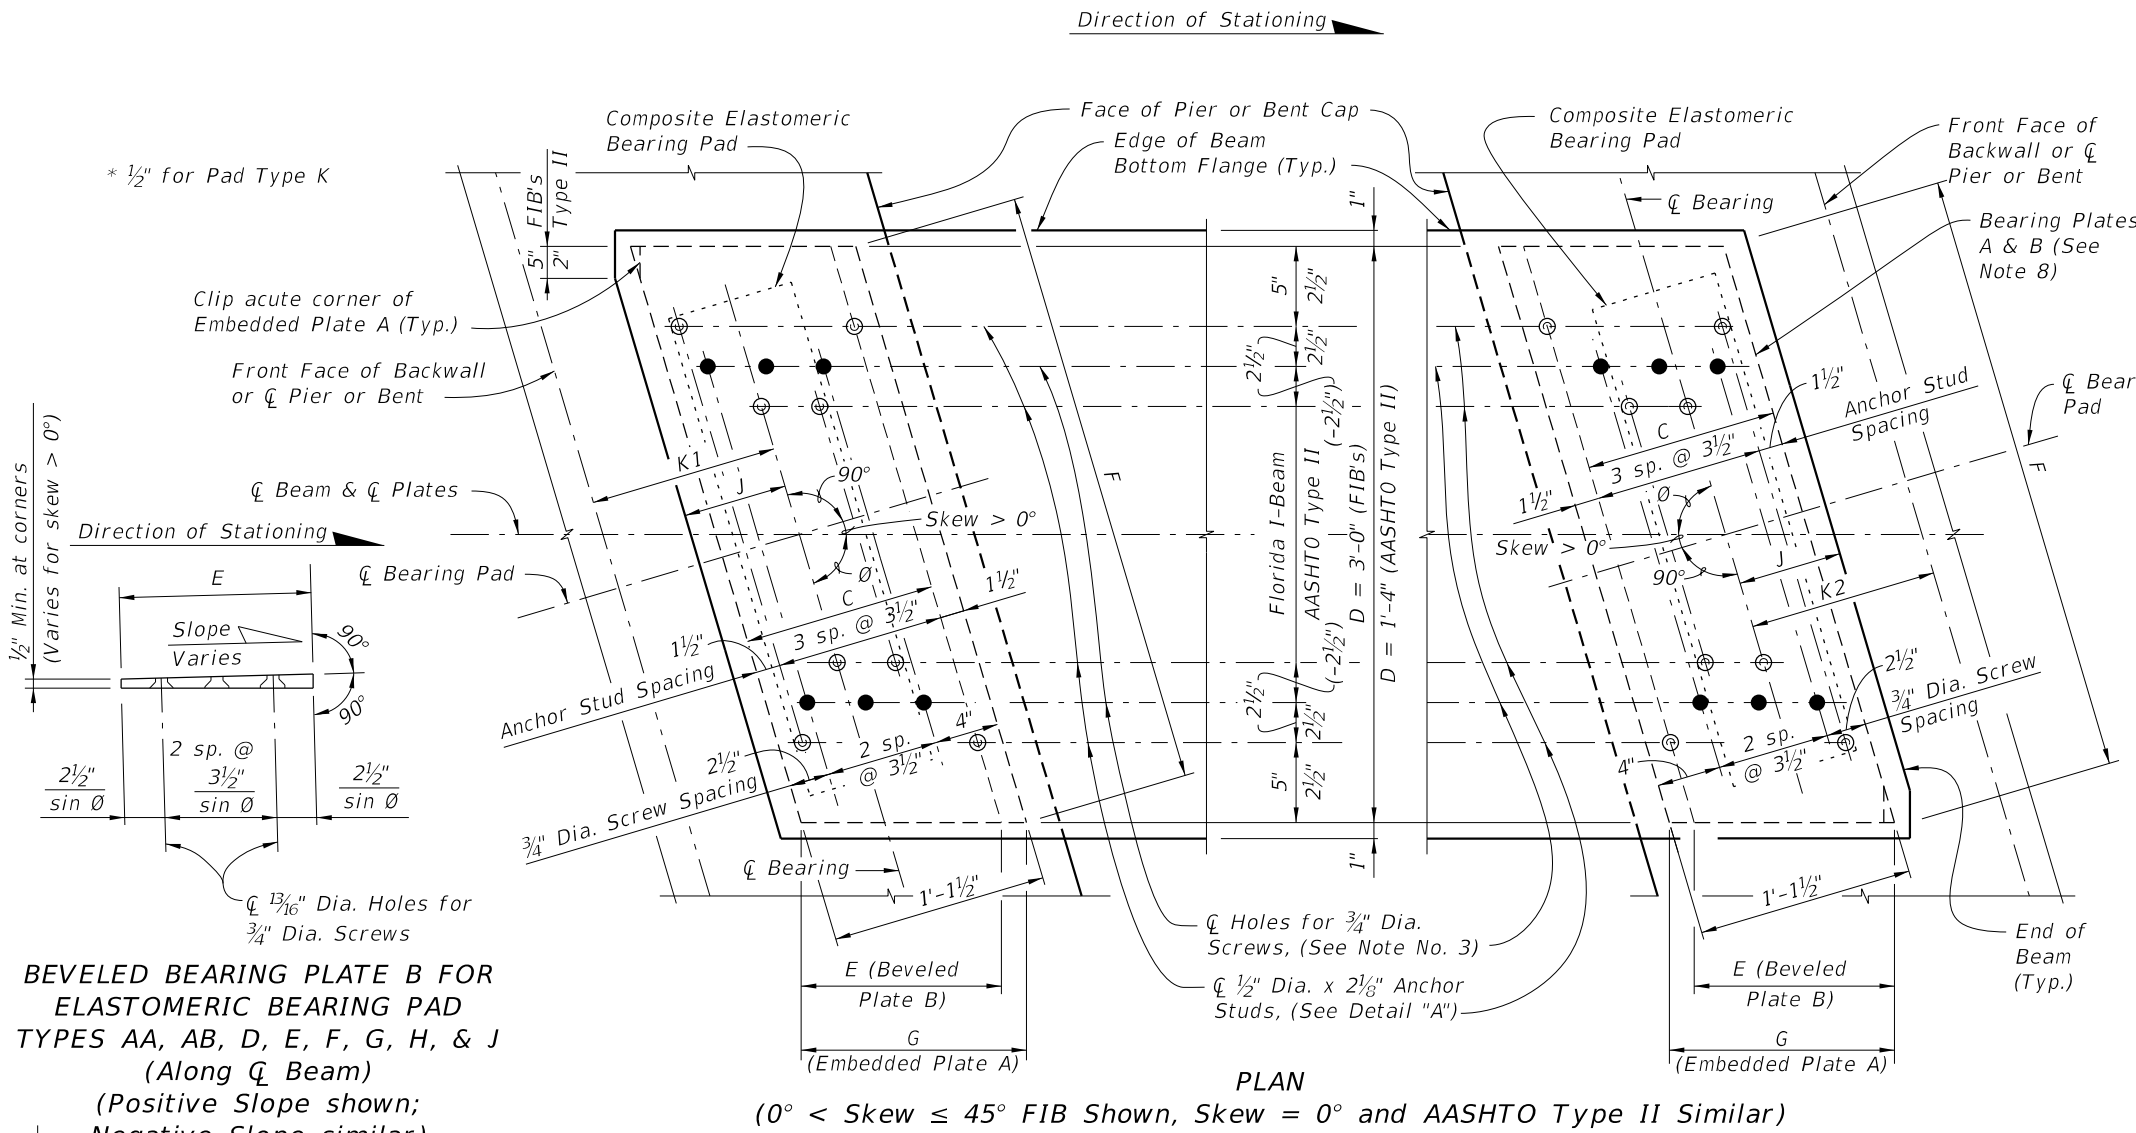 Direction of Stationing
Composite Elastomeric
Bearing Pad
* ½" for Pad Type K
5" FIB's
2" Type II
Face of Pier or Bent Cap
Edge of Beam
Bottom Flange (Typ.)
Composite Elastomeric
Bearing Pad
Front Face of
Backwall or ℄
Pier or Bent
℄ Bearing
Bearing Plates
A & B (See
Note 8)
Clip acute corner of
Embedded Plate A (Typ.)
Front Face of Backwall
or ℄ Pier or Bent
℄ Beam & ℄ Plates
Direction of Stationing
℄ Bearing Pad
½" Min. at corners
(Varies for skew > 0°)
E
Slope
Varies
90°
90°
2 sp. @
2½"
sin Ø
3½"
sin Ø
2½"
sin Ø
℄ 13⁄16" Dia. Holes for
¾" Dia. Screws
BEVELED BEARING PLATE B FOR
ELASTOMERIC BEARING PAD
TYPES AA, AB, D, E, F, G, H, & J
(Along ℄ Beam)
(Positive Slope shown;
Negative Slope similar)
K1
J
90°
Skew > 0°
Ø
C
3 sp. @ 3½"
1½"
1½"
Anchor Stud Spacing
2½"
2 sp.
@ 3½"
4"
¾" Dia. Screw Spacing
℄ Bearing
1'-1½"
F
E (Beveled
Plate B)
G
(Embedded Plate A)
1"
5"
2½"
2½"
2½"
(-2½")
Florida I-Beam
AASHTO Type II
D = 3'-0" (FIB's)
D = 1'-4" (AASHTO Type II)
(-2½")
2½"
2½"
5"
2½"
1"
℄ Holes for ¾" Dia.
Screws, (See Note No. 3)
℄ ½" Dia. x 2⅛" Anchor
Studs, (See Detail "A")
1½"
Anchor Stud
Spacing
C
3 sp. @ 3½"
1½"
Ø
Skew > 0°
90°
J
K2
℄ Bear
Pad
F
2½"
¾" Dia. Screw
Spacing
2 sp.
@ 3½"
4"
1'-1½"
End of
Beam
(Typ.)
E (Beveled
Plate B)
G
(Embedded Plate A)
PLAN
(0° < Skew ≤ 45° FIB Shown, Skew = 0° and AASHTO Type II Similar)